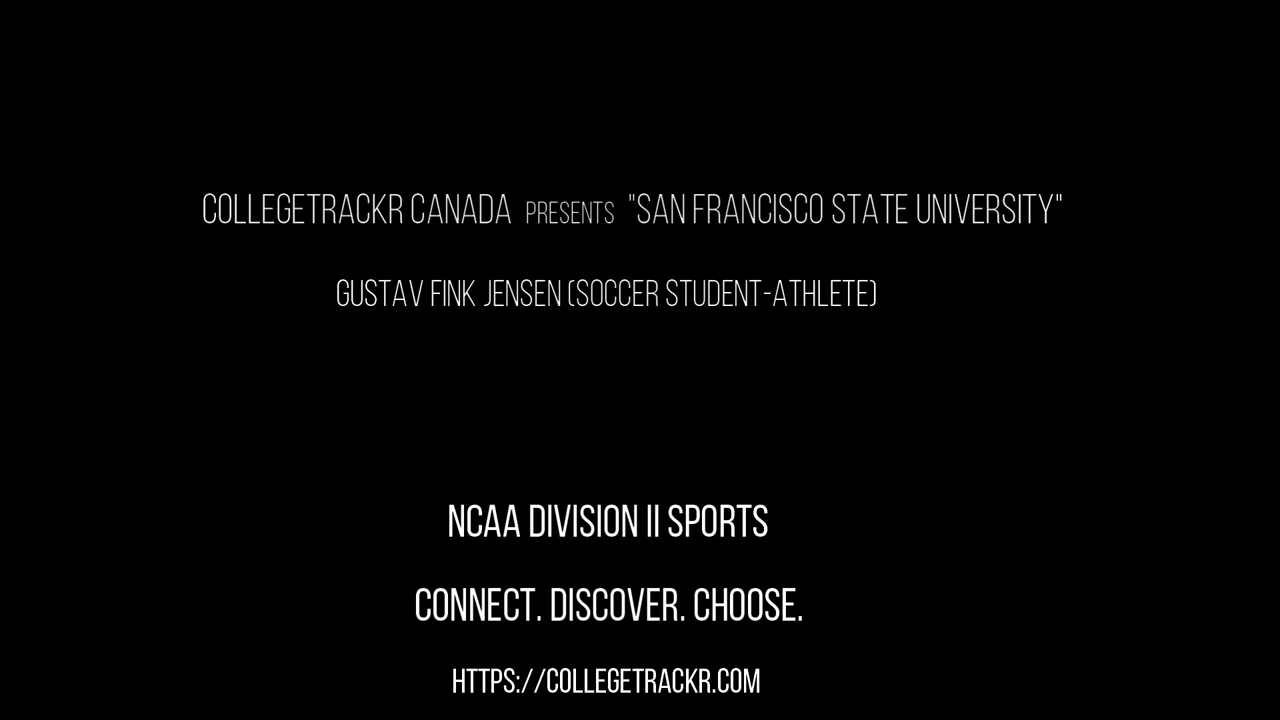 COLLEGETRACKR CANADA PRESENTS "SAN FRANCISCO STATE UNIVERSITY"
GUSTAV FINK JENSEN (SOCCER STUDENT-ATHLETE)
NCAA DIVISION II SPORTS
CONNECT. DISCOVER. CHOOSE.
HTTPS://COLLEGETRACKR.COM